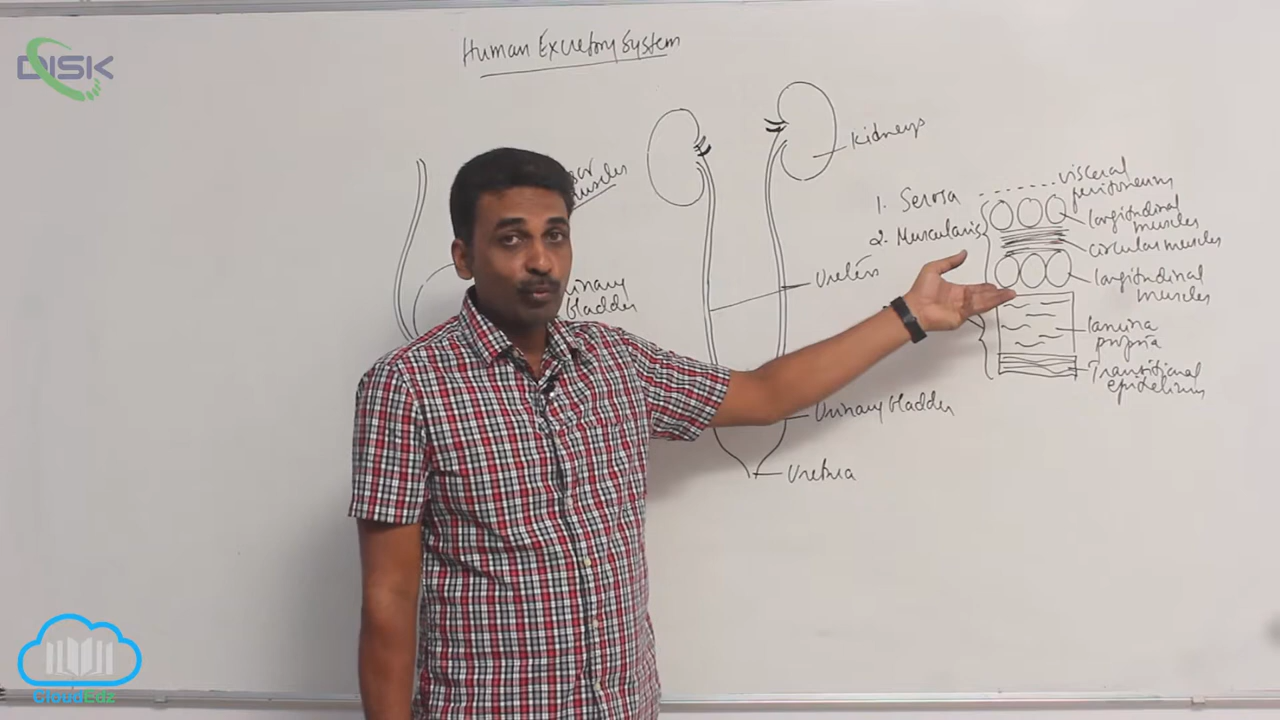 DISK
Human Excretory System
Kidneys
muscles
visceral
peritoneum
1. Serosa
longitudinal
muscles
2. Muscularis
circular muscles
Ureters
longitudinal
muscles
urinary
bladder
lamina
propria
Transitional
epitelium
Urinary bladder
Urethra
CloudEdz